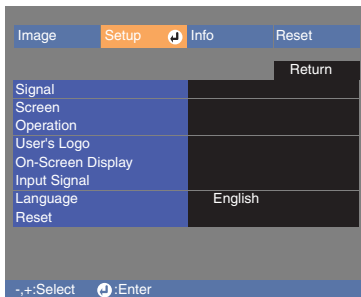 Image Setup Info Reset
Return
Signal
Screen
Operation
User's Logo
On-Screen Display
Input Signal
Language English
Reset
-,+:Select :Enter